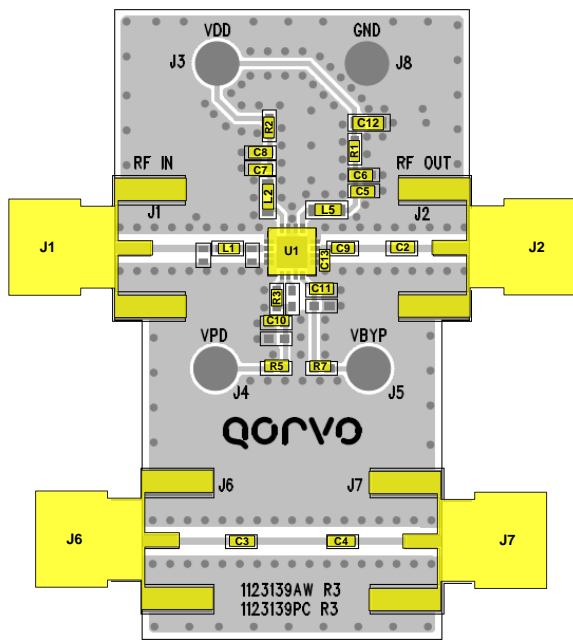 VDD
GND
J3
J8
R2
C12
C8
R1
RF IN
C7
C6
RF OUT
L2
C5
J1
L5
J2
J1
L1
U1
C9
C2
J2
C13
R3
C11
C10
VPD
VBYP
R5
R7
J4
J5
QORVO
J6
J7
J6
C3
C4
J7
1123139AW R3
1123139PC R3